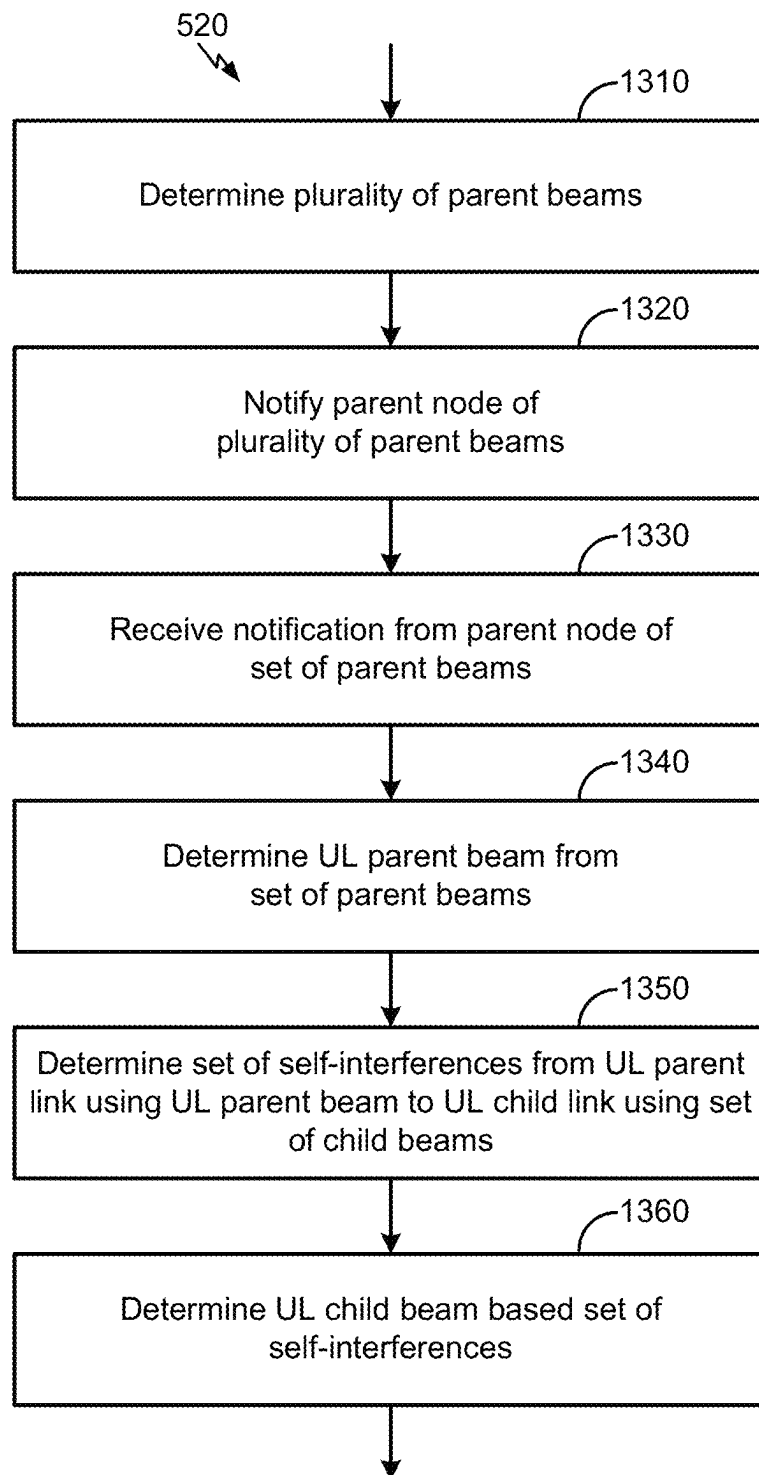 520
1310
Determine plurality of parent beams
1320
Notify parent node of
plurality of parent beams
1330
Receive notification from parent node of
set of parent beams
1340
Determine UL parent beam from
set of parent beams
1350
Determine set of self-interferences from UL parent
link using UL parent beam to UL child link using set
of child beams
1360
Determine UL child beam based set of
self-interferences